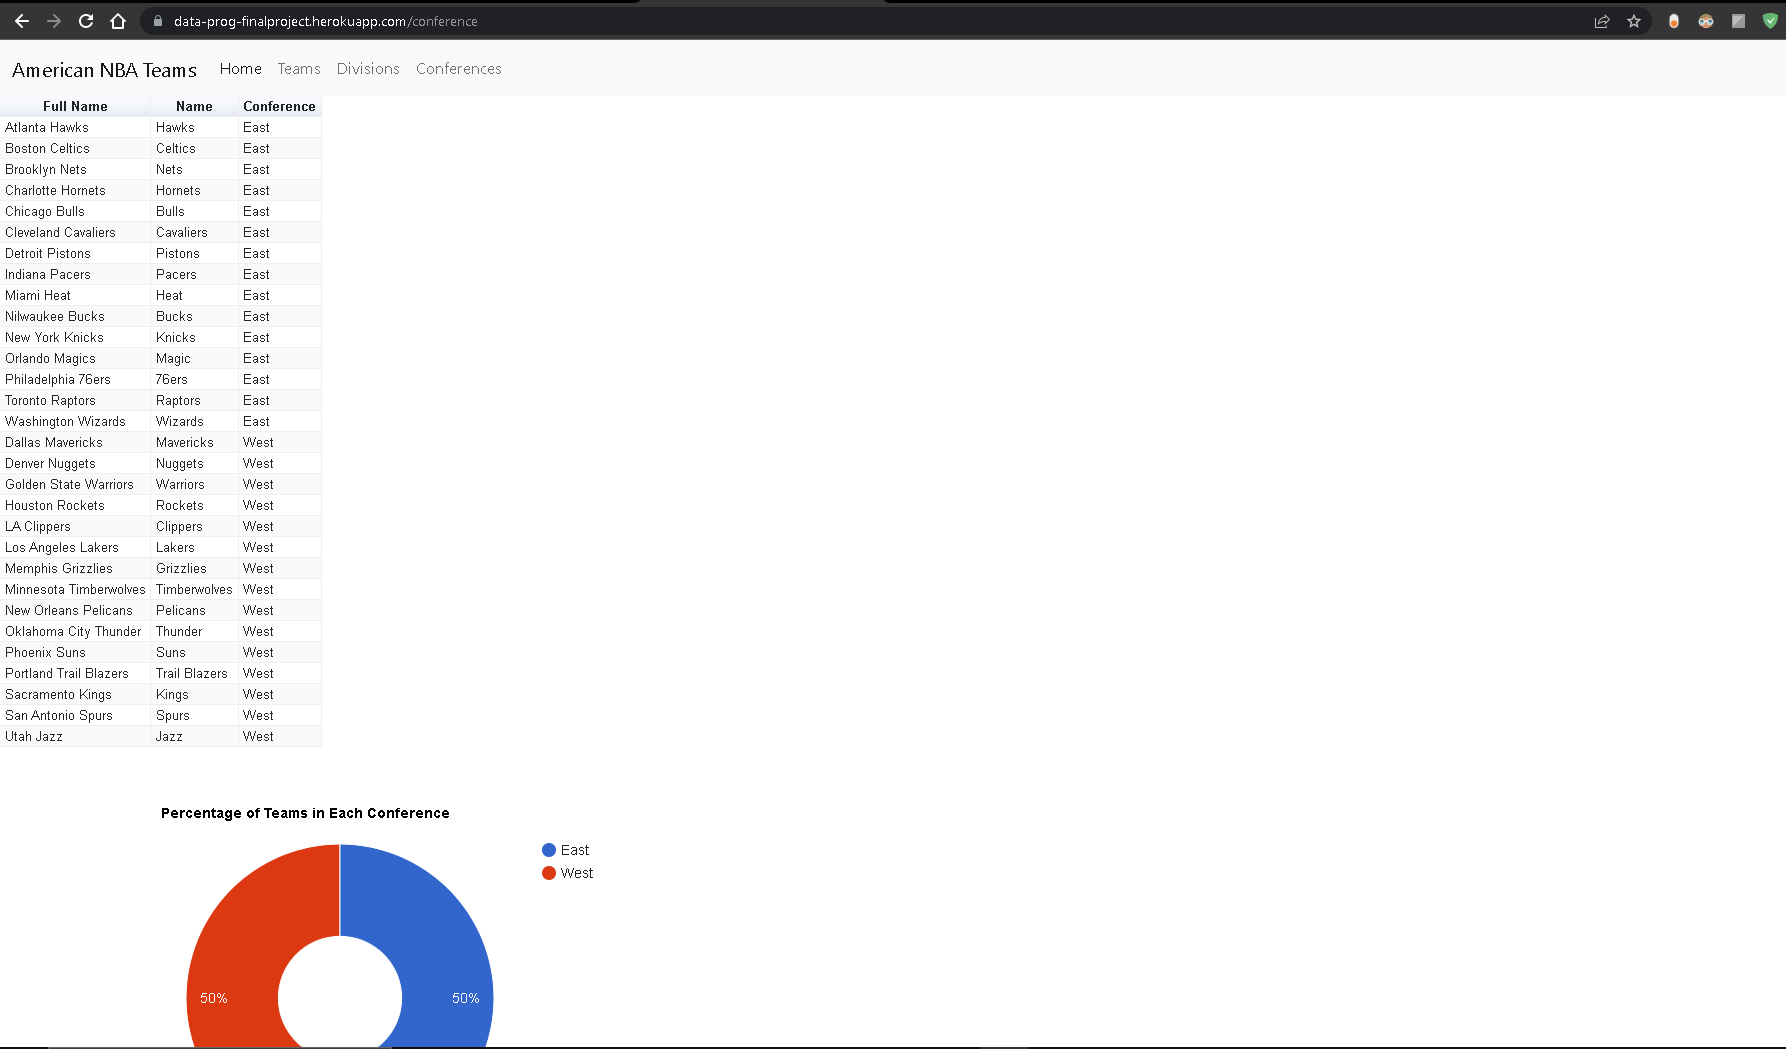 data-prog-finalproject.herokuapp.com/conference
American NBA Teams Home Teams Divisions Conferences
Full Name Name Conference
Atlanta Hawks Hawks East
Boston Celtics Celtics East
Brooklyn Nets Nets East
Charlotte Hornets Hornets East
Chicago Bulls Bulls East
Cleveland Cavaliers Cavaliers East
Detroit Pistons Pistons East
Indiana Pacers Pacers East
Miami Heat Heat East
Nilwaukee Bucks Bucks East
New York Knicks Knicks East
Orlando Magics Magic East
Philadelphia 76ers 76ers East
Toronto Raptors Raptors East
Washington Wizards Wizards East
Dallas Mavericks Mavericks West
Denver Nuggets Nuggets West
Golden State Warriors Warriors West
Houston Rockets Rockets West
LA Clippers Clippers West
Los Angeles Lakers Lakers West
Memphis Grizzlies Grizzlies West
Minnesota Timberwolves Timberwolves West
New Orleans Pelicans Pelicans West
Oklahoma City Thunder Thunder West
Phoenix Suns Suns West
Portland Trail Blazers Trail Blazers West
Sacramento Kings Kings West
San Antonio Spurs Spurs West
Utah Jazz Jazz West
Percentage of Teams in Each Conference
East
West
50% 50%